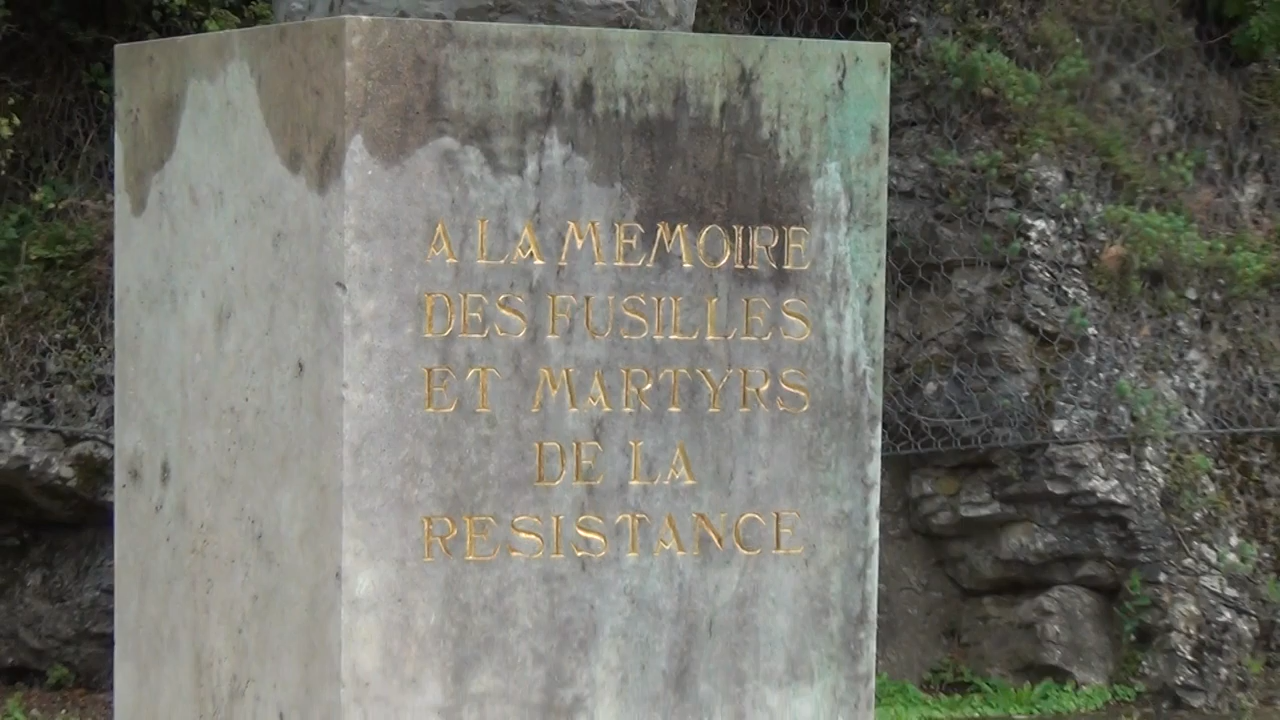 A LA MEMOIRE
DES FUSILLES
ET MARTYRS
DE LA
RESISTANCE